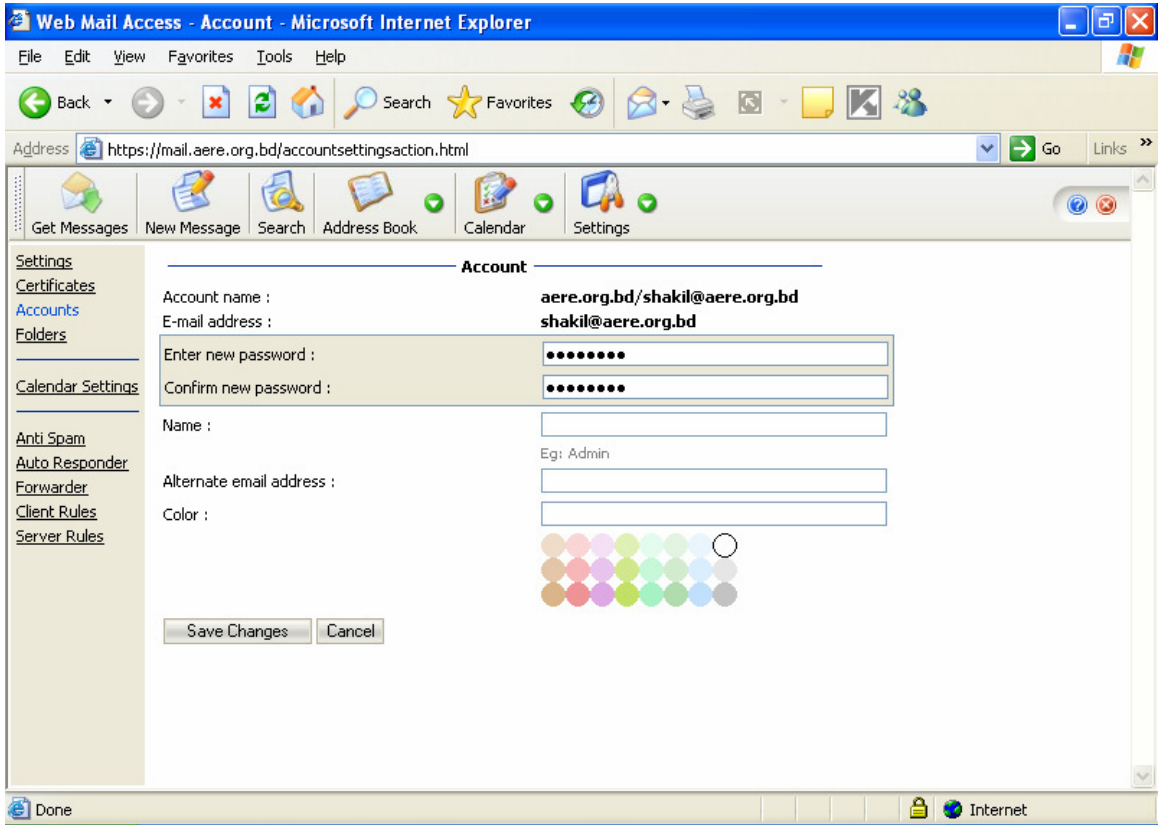 Web Mail Access - Account - Microsoft Internet Explorer
File Edit View Favorites Tools Help
Back Search Favorites
Address https://mail.aere.org.bd/accountsettingsaction.html Go Links »
Get Messages New Message Search Address Book Calendar Settings
Settings
Certificates
Accounts
Folders
Calendar Settings
Anti Spam
Auto Responder
Forwarder
Client Rules
Server Rules
Account
Account name : aere.org.bd/shakil@aere.org.bd
E-mail address : shakil@aere.org.bd
Enter new password : ••••••••
Confirm new password : ••••••••
Name :
Eg: Admin
Alternate email address :
Color :
Save Changes Cancel
Done Internet